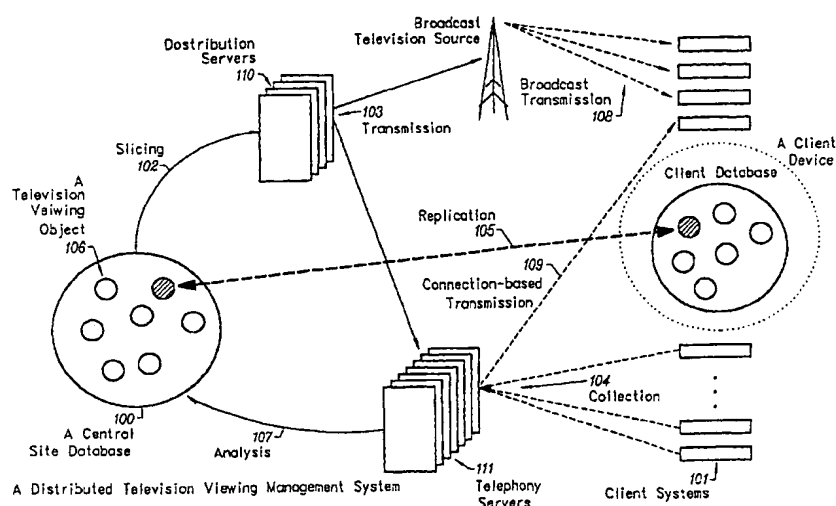 Dostribution
Servers
110
Broadcast
Television Source
Broadcast
Transmission
108
103
Transmission
Slicing
102
A
Television
Veiwing
Object
106
A Client
Device
Client Database
Replication
105
109
Connection-based
Transmission
104
Collection
100
A Central
Site Database
107
Analysis
111
Telephony
Servers
101
Client Systems
A Distributed Television Viewing Management System